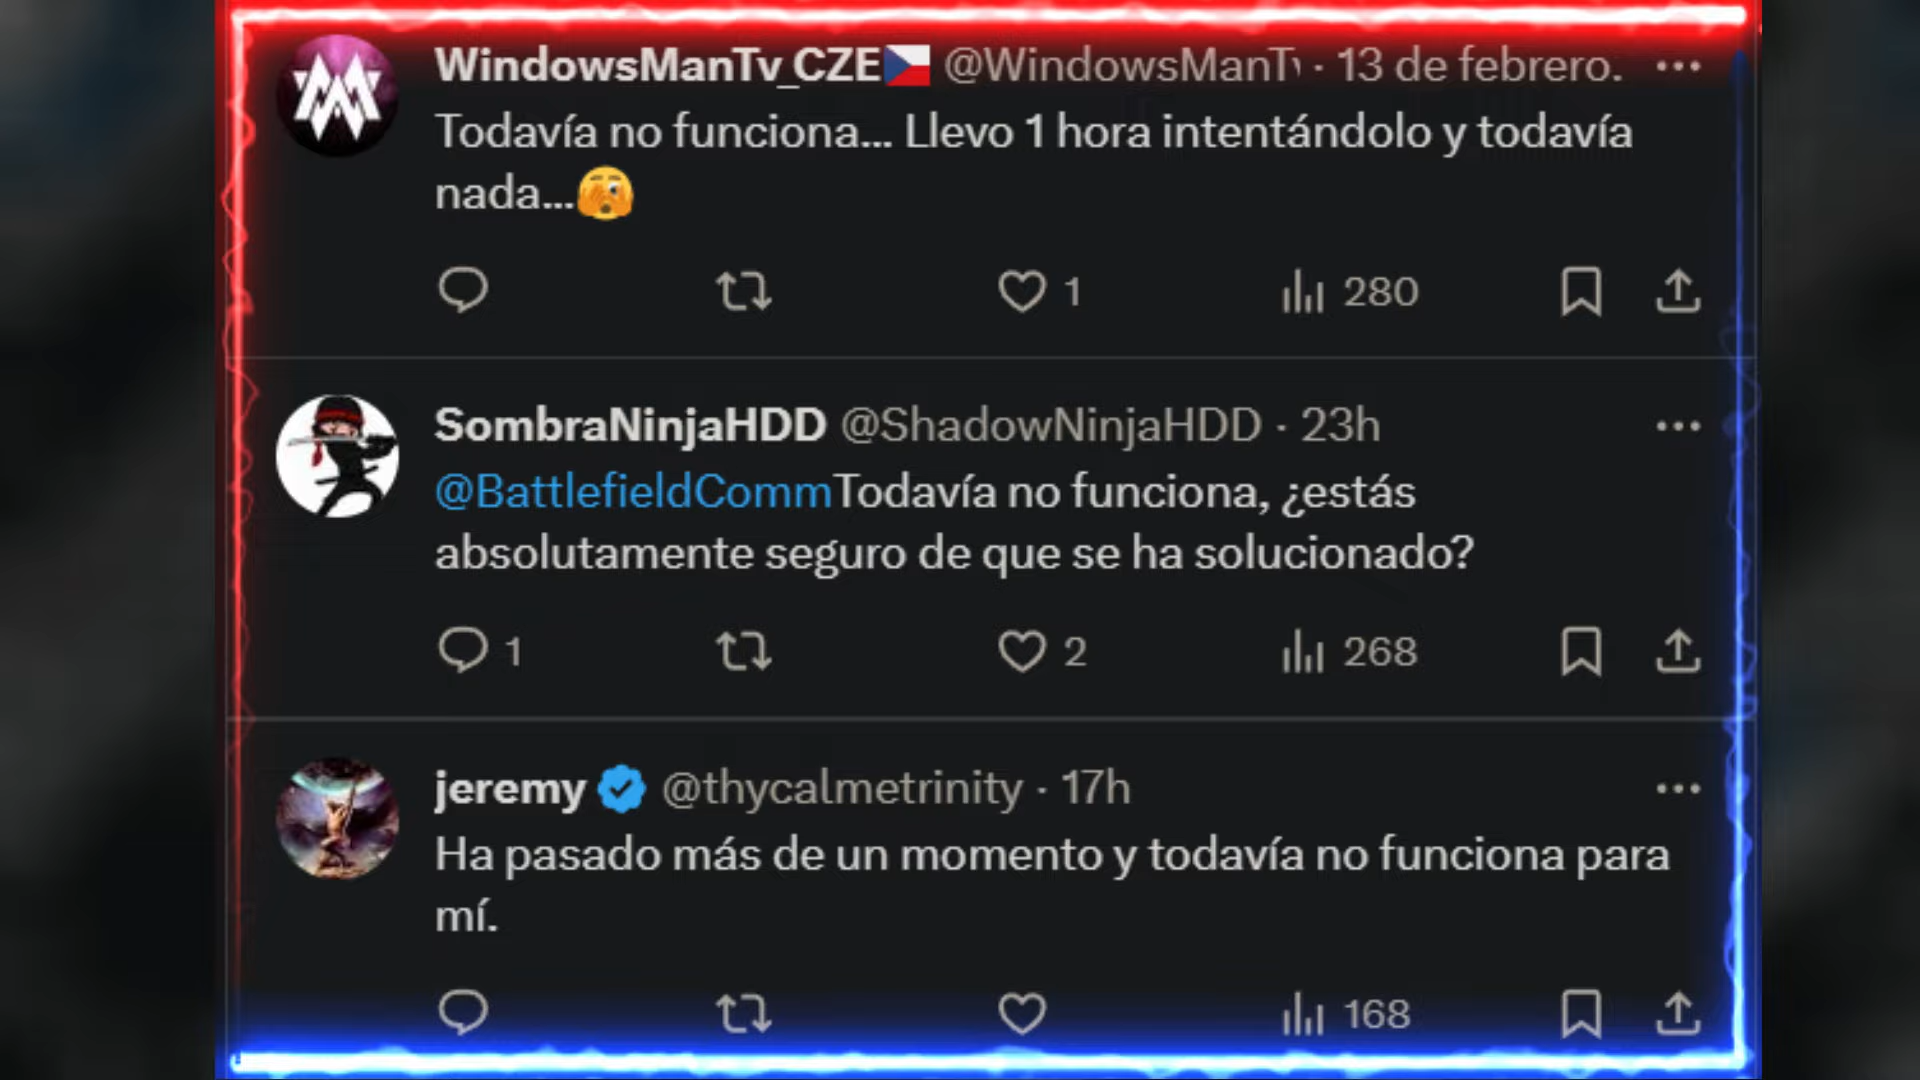 WindowsManTv_CZE🇨🇿 @WindowsManTv · 13 de febrero.
Todavía no funciona... Llevo 1 hora intentándolo y todavía
nada...🫣
1 280
SombraNinjaHDD @ShadowNinjaHDD · 23h
@BattlefieldCommTodavía no funciona, ¿estás
absolutamente seguro de que se ha solucionado?
1 2 268
jeremy @thycalmetrinity · 17h
Ha pasado más de un momento y todavía no funciona para
mí.
168